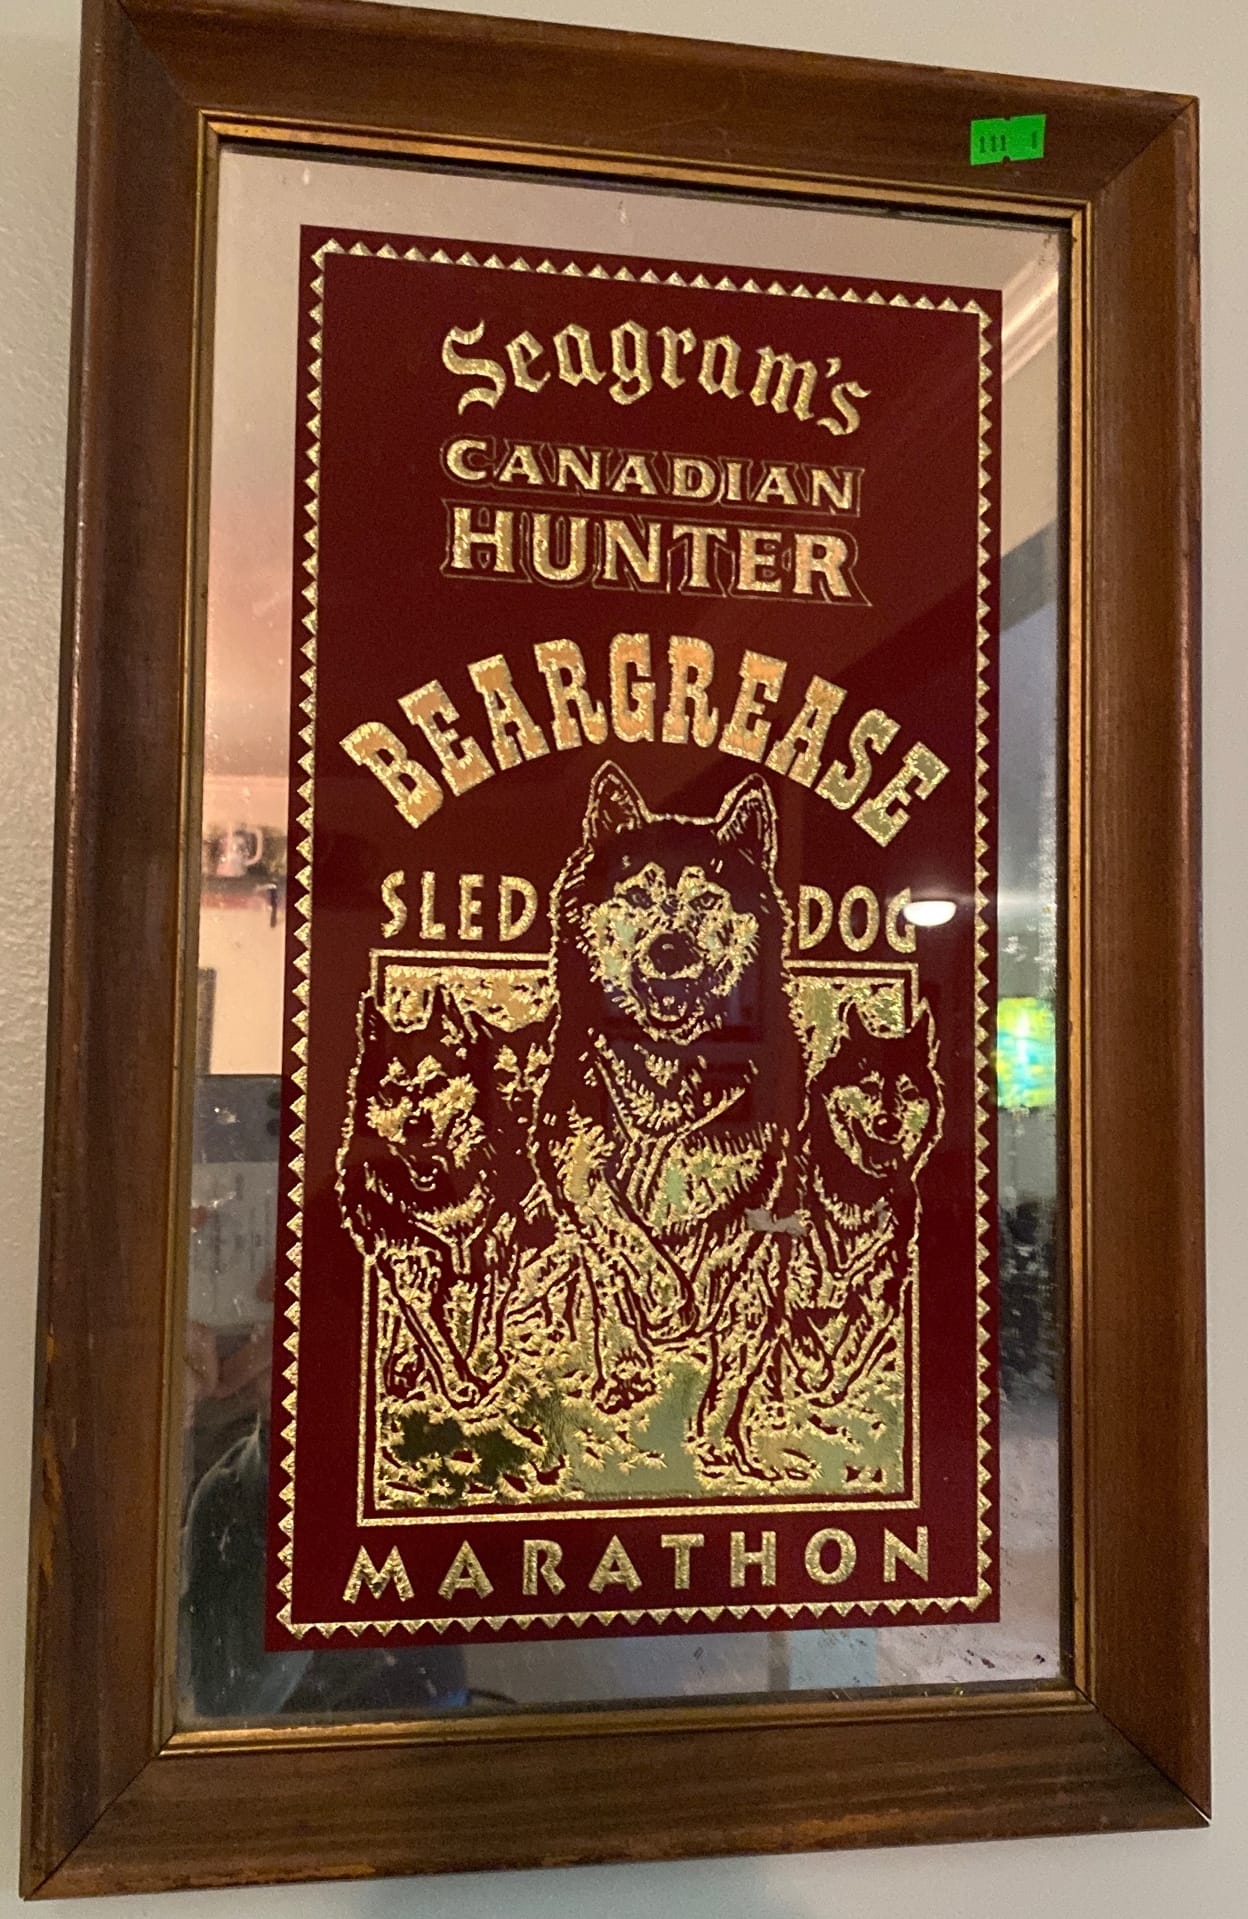 Seagram's
CANADIAN
HUNTER
BEARGREASE
SLED DOG
MARATHON